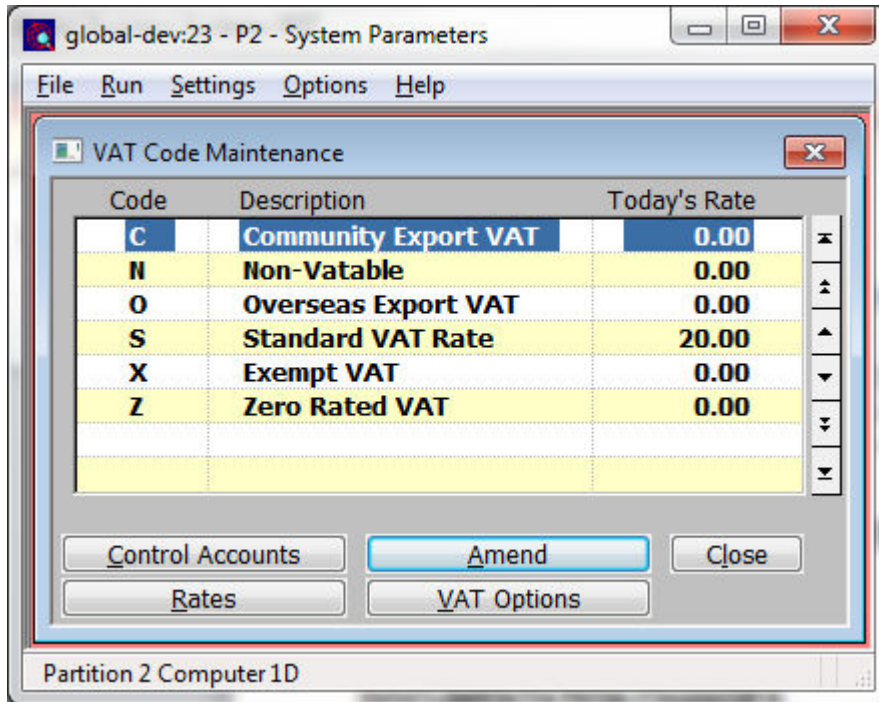 global-dev:23 - P2 - System Parameters
File Run Settings Options Help
VAT Code Maintenance
Code Description Today's Rate
C Community Export VAT 0.00
N Non-Vatable 0.00
O Overseas Export VAT 0.00
S Standard VAT Rate 20.00
X Exempt VAT 0.00
Z Zero Rated VAT 0.00
Control Accounts Amend Close
Rates VAT Options
Partition 2 Computer 1D